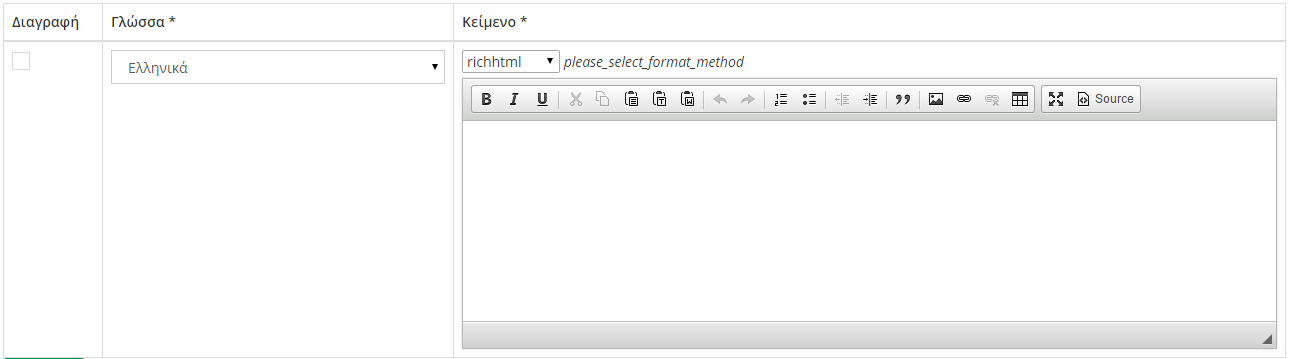 Διαγραφή Γλώσσα * Κείμενο *
Ελληνικά richhtml please_select_format_method
B I U Source